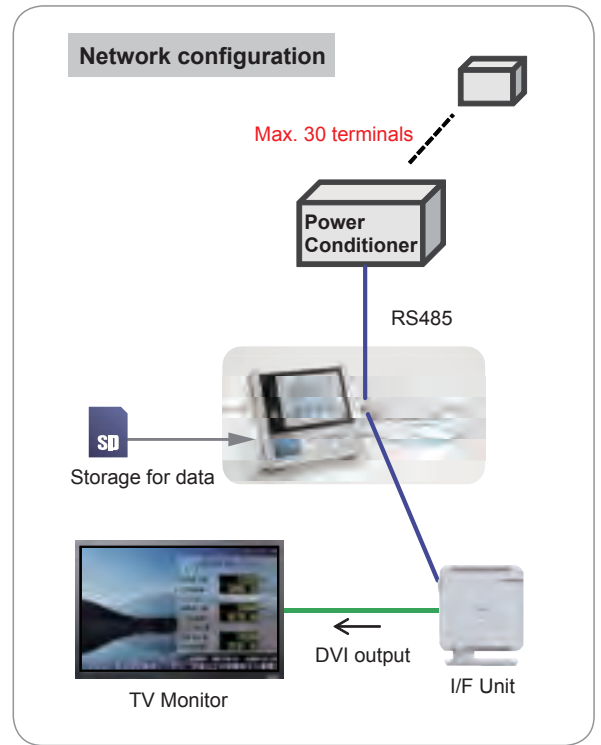 Network configuration
Max. 30 terminals
Power
Conditioner
RS485
SD
Storage for data
DVI output
TV Monitor
I/F Unit